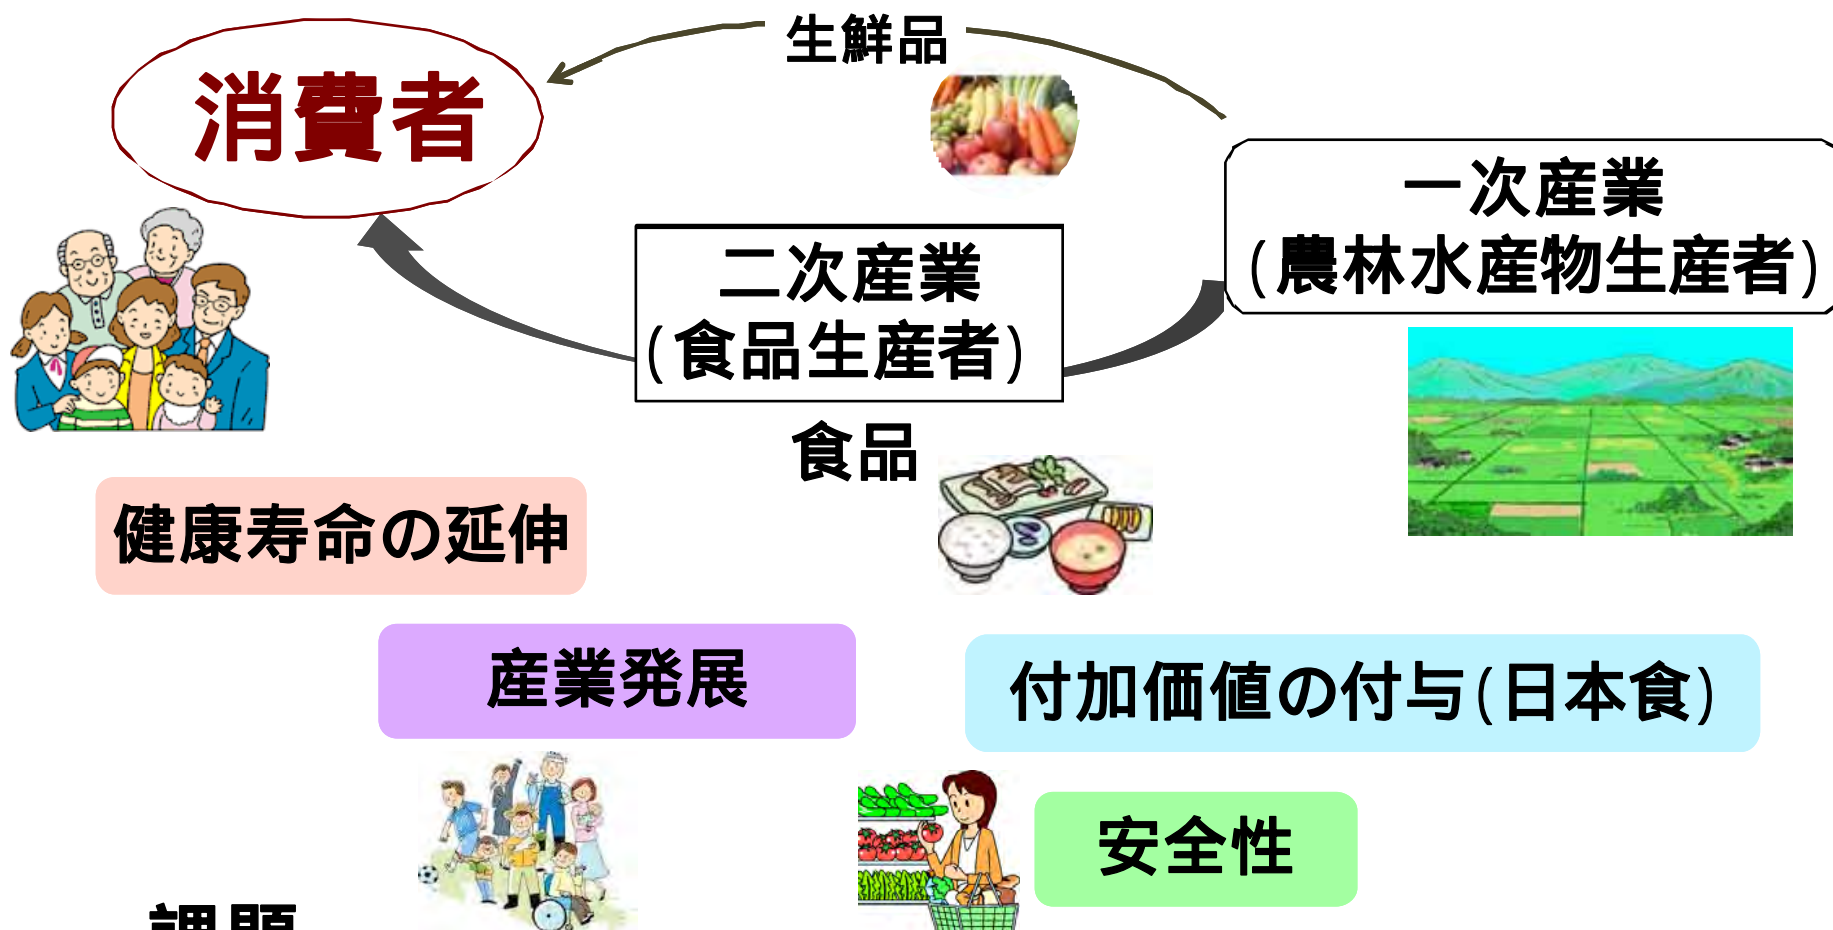 生鮮品
消費者
一次産業
(農林水産物生産者)
二次産業
(食品生産者)
食品
健康寿命の延伸
産業発展
付加価値の付与(日本食)
安全性
課題